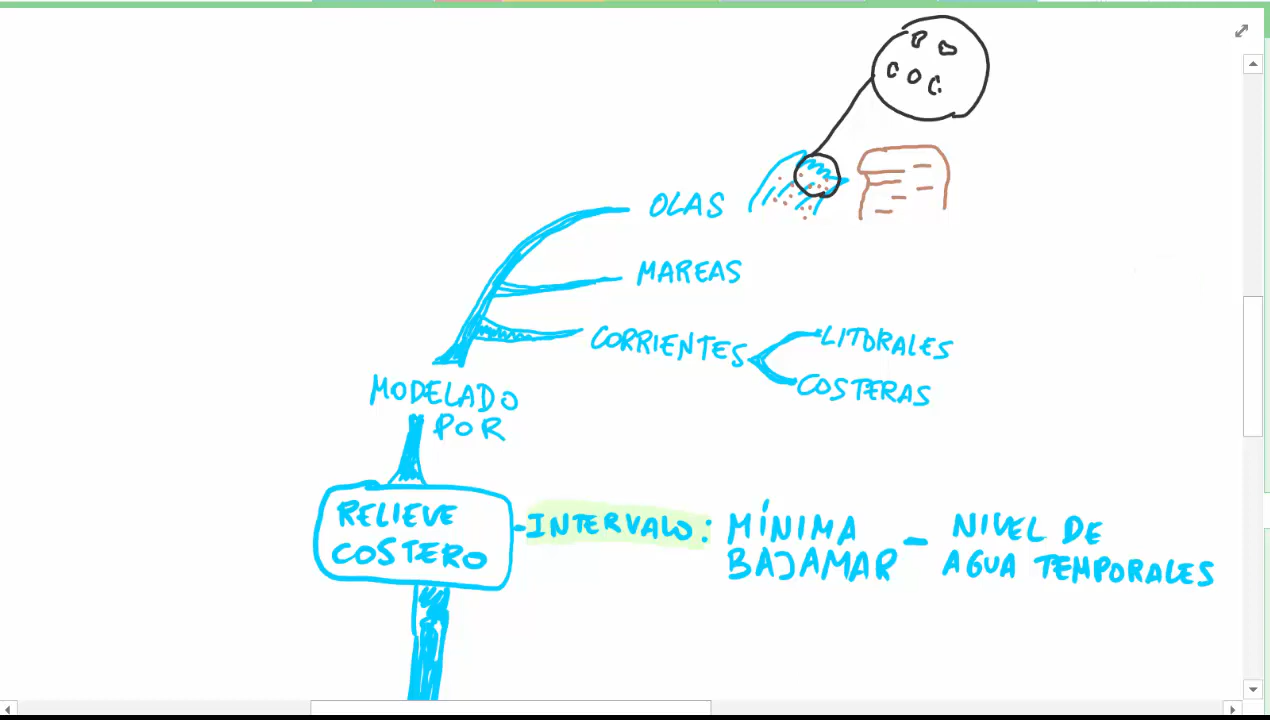 OLAS
MAREAS
CORRIENTES
LITORALES
COSTERAS
MODELADO
POR
RELIEVE
COSTERO
INTERVALO:
MÍNIMA
BAJAMAR
-
NIVEL DE
AGUA TEMPORALES